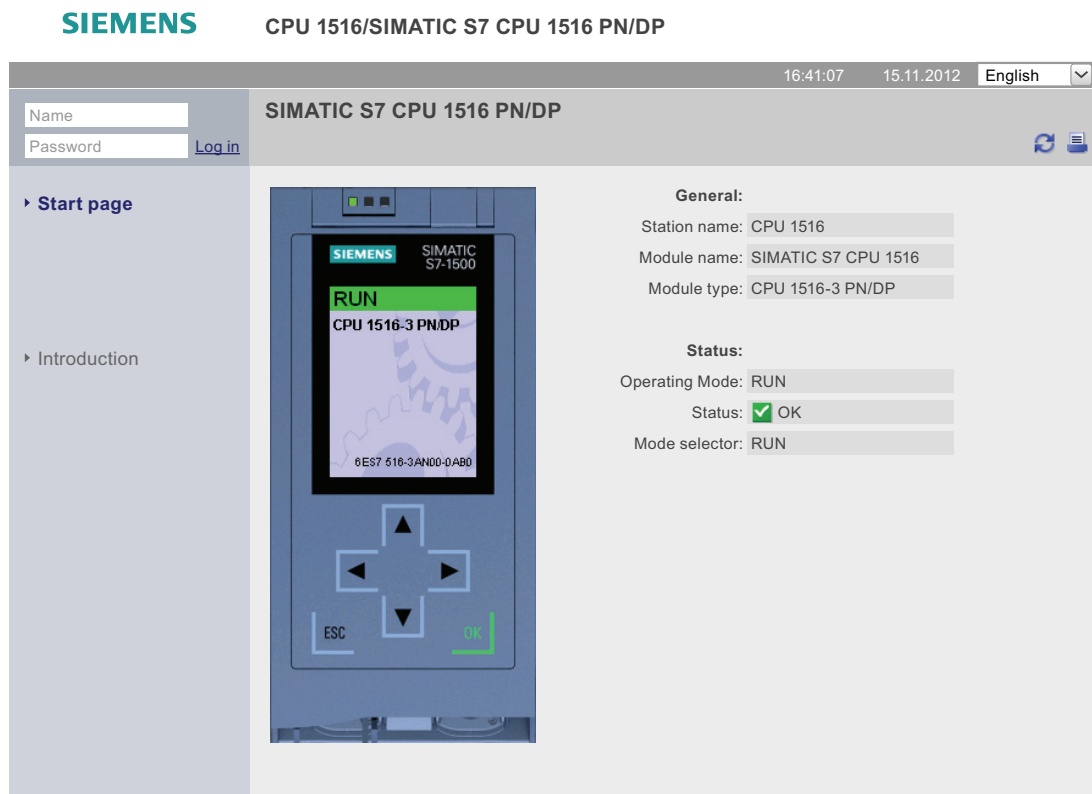 SIEMENS CPU 1516/SIMATIC S7 CPU 1516 PN/DP
16:41:07 15.11.2012 English
Name
Password Log in
SIMATIC S7 CPU 1516 PN/DP
Start page
Introduction
SIEMENS SIMATIC
S7-1500
RUN
CPU 1516-3 PN/DP
6ES7 516-3AN00-0AB0
ESC OK
General:
Station name: CPU 1516
Module name: SIMATIC S7 CPU 1516
Module type: CPU 1516-3 PN/DP
Status:
Operating Mode: RUN
Status: OK
Mode selector: RUN